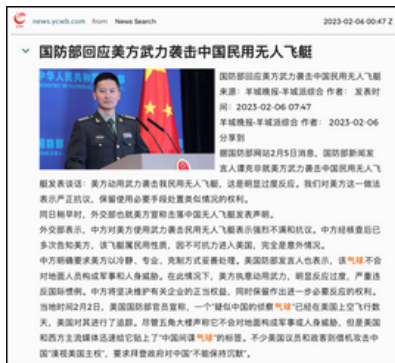 news.ycwb.com from News Search
2023-02-06 00:47 Z
国防部回应美方武力袭击中国民用无人飞艇
国防部回应美方武力袭击中国民用无人飞艇
来源：羊城晚报-羊城派综合 作者： 发表时
间：2023-02-06 07:47
羊城晚报-羊城派综合 作者： 2023-02-06
分享到
据国防部网站2月5日消息，国防部新闻发
言人谭克非就美方武力袭击中国民用无人飞
艇发表谈话：美方动用武力袭击我民用无人飞艇，这是明显过度反应。我们对美方这一做法
表示严正抗议，保留使用必要手段处置类似情况的权利。
同日稍早时，外交部也就美方宣称击落中国无人飞艇发表声明。
外交部表示，中方对美方使用武力袭击民用无人飞艇表示强烈不满和抗议。中方经核查后已
多次告知美方，该飞艇属民用性质，因不可抗力进入美国，完全是意外情况。
中方明确要求美方以冷静、专业、克制方式妥善处理。美国国防部发言人也表示，该气球不会
对地面人员构成军事和人身威胁。在此情况下，美方执意动用武力，明显反应过度，严重违
反国际惯例。中方将坚决维护有关企业的正当权益，同时保留作出进一步必要反应的权利。
当地时间2月2日，美国国防部官员宣称，一个"疑似中国的侦察气球"已经在美国上空飞行数
天，美国对其进行了追踪。尽管五角大楼声称它不会对地面构成军事或人身威胁，但是美国
和西方主流媒体迅速给它贴上了"中国间谍气球"的标签。不少美国议员和政客则借机攻击中
国"漠视美国主权"，要求拜登政府对中国"不能保持沉默"。